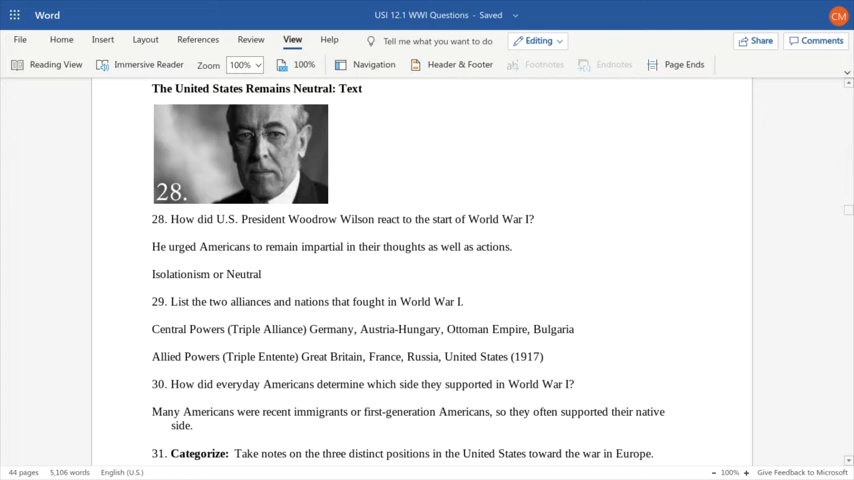 Word
USI 12.1 WWI Questions - Saved
CM
File Home Insert Layout References Review View Help Tell me what you want to do Editing Share Comments
Reading View Immersive Reader Zoom 100% 100% Navigation Header & Footer Footnotes Endnotes Page Ends
The United States Remains Neutral: Text
28.
28. How did U.S. President Woodrow Wilson react to the start of World War I?
He urged Americans to remain impartial in their thoughts as well as actions.
Isolationism or Neutral
29. List the two alliances and nations that fought in World War I.
Central Powers (Triple Alliance) Germany, Austria-Hungary, Ottoman Empire, Bulgaria
Allied Powers (Triple Entente) Great Britain, France, Russia, United States (1917)
30. How did everyday Americans determine which side they supported in World War I?
Many Americans were recent immigrants or first-generation Americans, so they often supported their native
side.
31. Categorize: Take notes on the three distinct positions in the United States toward the war in Europe.
44 pages 5,106 words English (U.S.) - 100% + Give Feedback to Microsoft